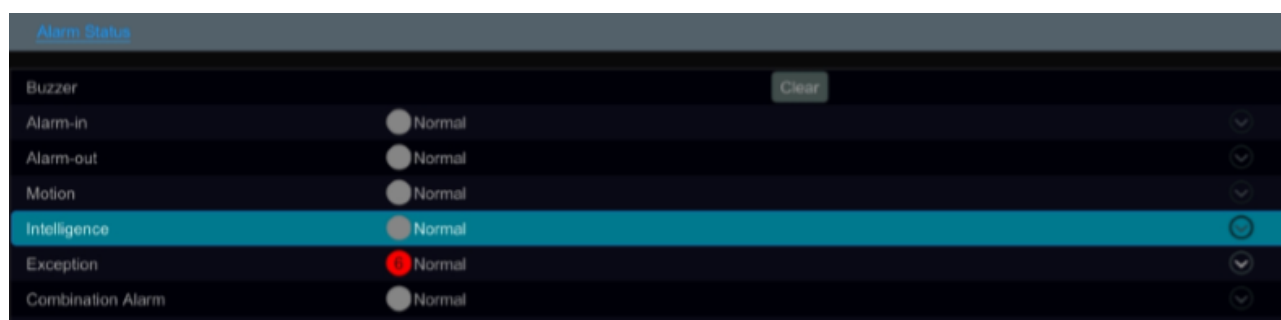 Alarm Status
Buzzer Clear
Alarm-in Normal
Alarm-out Normal
Motion Normal
Intelligence Normal
Exception 6 Normal
Combination Alarm Normal